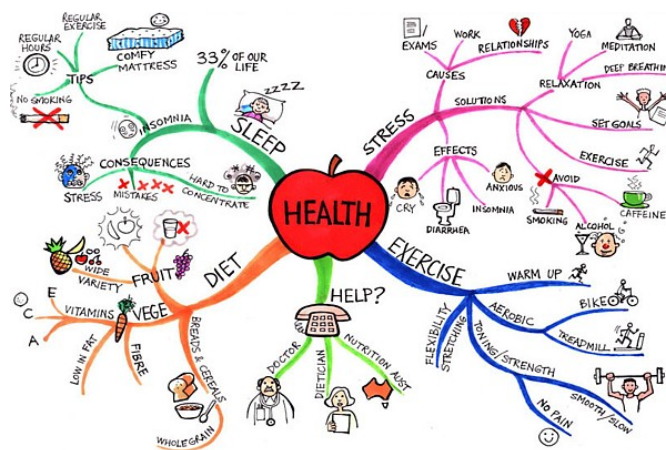 HEALTH
SLEEP
33% OF OUR
LIFE
ZZZZ
INSOMNIA
TIPS
REGULAR
HOURS
REGULAR
EXERCISE
COMFY
MATTRESS
NO SMOKING
CONSEQUENCES
STRESS
MISTAKES
HARD TO
CONCENTRATE
STRESS
CAUSES
EXAMS
WORK
RELATIONSHIPS
SOLUTIONS
RELAXATION
YOGA
MEDITATION
DEEP BREATHING
SET GOALS
EXERCISE
AVOID
SMOKING
ALCOHOL
CAFFEINE
EFFECTS
CRY
DIARRHEA
INSOMNIA
ANXIOUS
EXERCISE
WARM UP
AEROBIC
BIKE
TREADMILL
TONING/STRENGTH
SMOOTH/SLOW
NO PAIN
FLEXIBILITY
STRETCHING
HELP?
DOCTOR
DIETICIAN
NUTRITION AUST
DIET
FRUIT
WIDE
VARIETY
VEGE
VITAMINS
E
C
A
LOW IN FAT
FIBRE
BREADS & CEREALS
WHOLEGRAIN